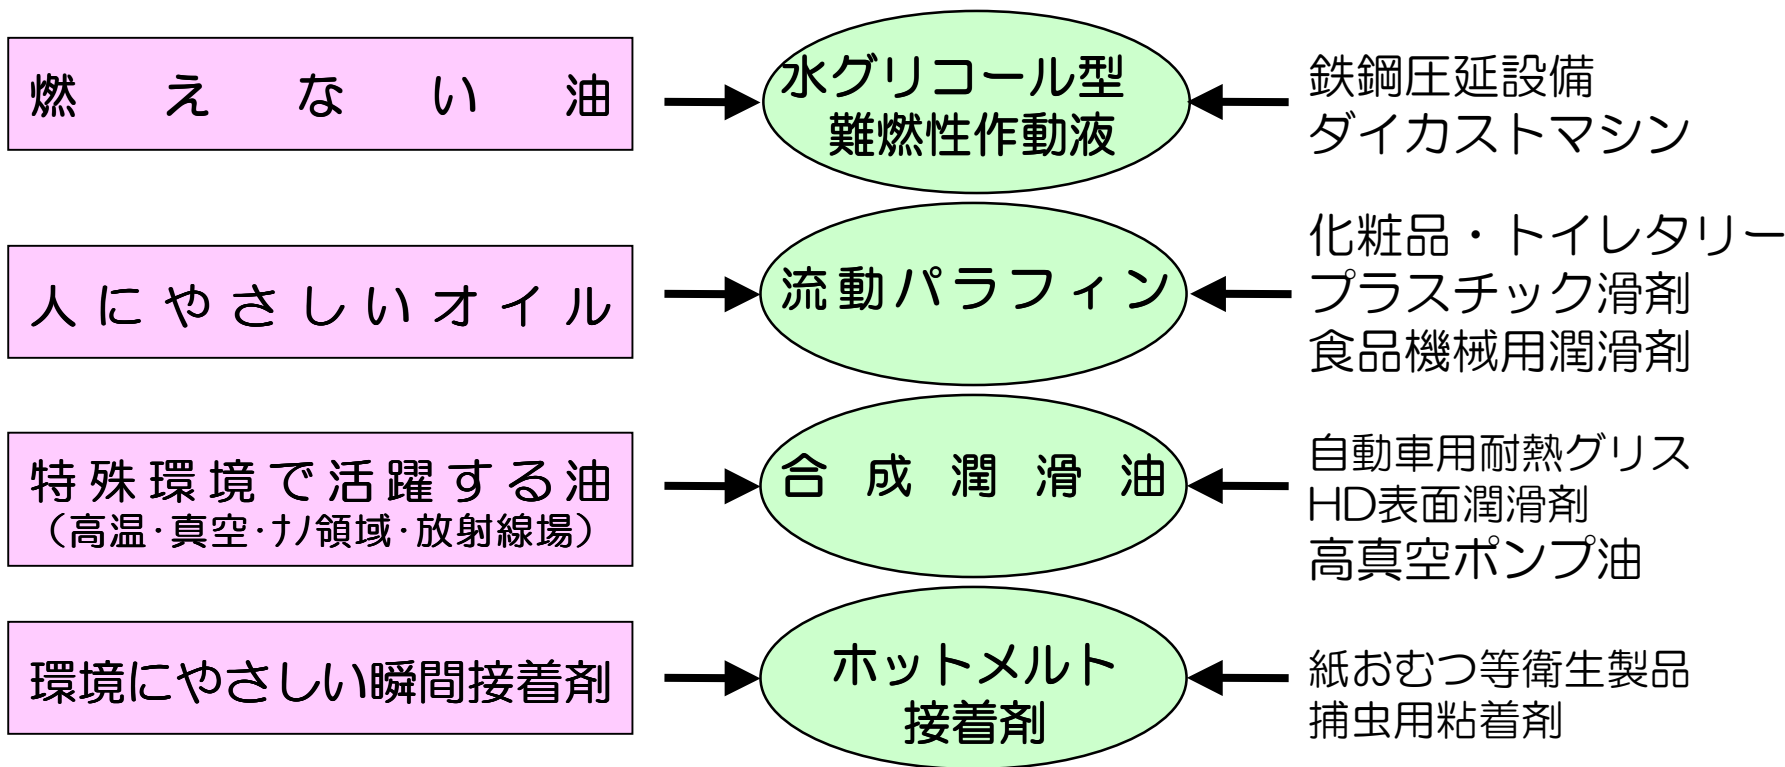 燃えない油
水グリコール型
難燃性作動液
鉄鋼圧延設備
ダイカストマシン
人にやさしいオイル
流動パラフィン
化粧品・トイレタリー
プラスチック滑剤
食品機械用潤滑剤
特殊環境で活躍する油
（高温･真空･ﾅﾉ領域･放射線場）
合成潤滑油
自動車用耐熱グリス
HD表面潤滑剤
高真空ポンプ油
環境にやさしい瞬間接着剤
ホットメルト
接着剤
紙おむつ等衛生製品
捕虫用粘着剤